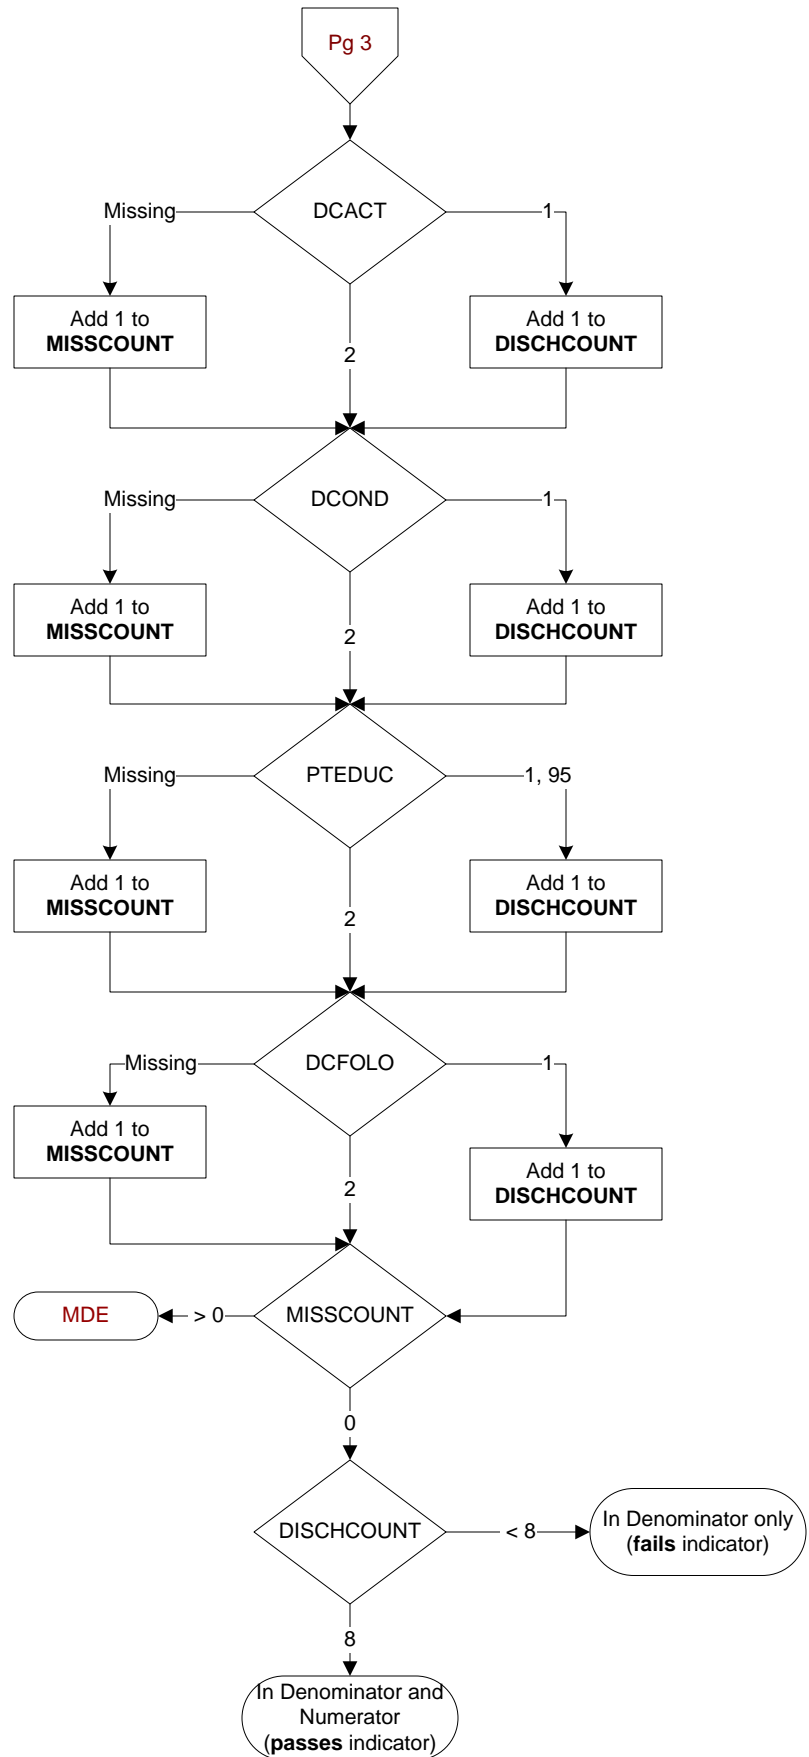 Pg 3
DCACT
Missing
1
Add 1 to
MISSCOUNT
Add 1 to
DISCHCOUNT
2
DCOND
Missing
1
Add 1 to
MISSCOUNT
Add 1 to
DISCHCOUNT
2
PTEDUC
Missing
1, 95
Add 1 to
MISSCOUNT
Add 1 to
DISCHCOUNT
2
DCFOLO
Missing
1
Add 1 to
MISSCOUNT
Add 1 to
DISCHCOUNT
2
MISSCOUNT
> 0
MDE
0
DISCHCOUNT
< 8
In Denominator only
(fails indicator)
8
In Denominator and
Numerator
(passes indicator)